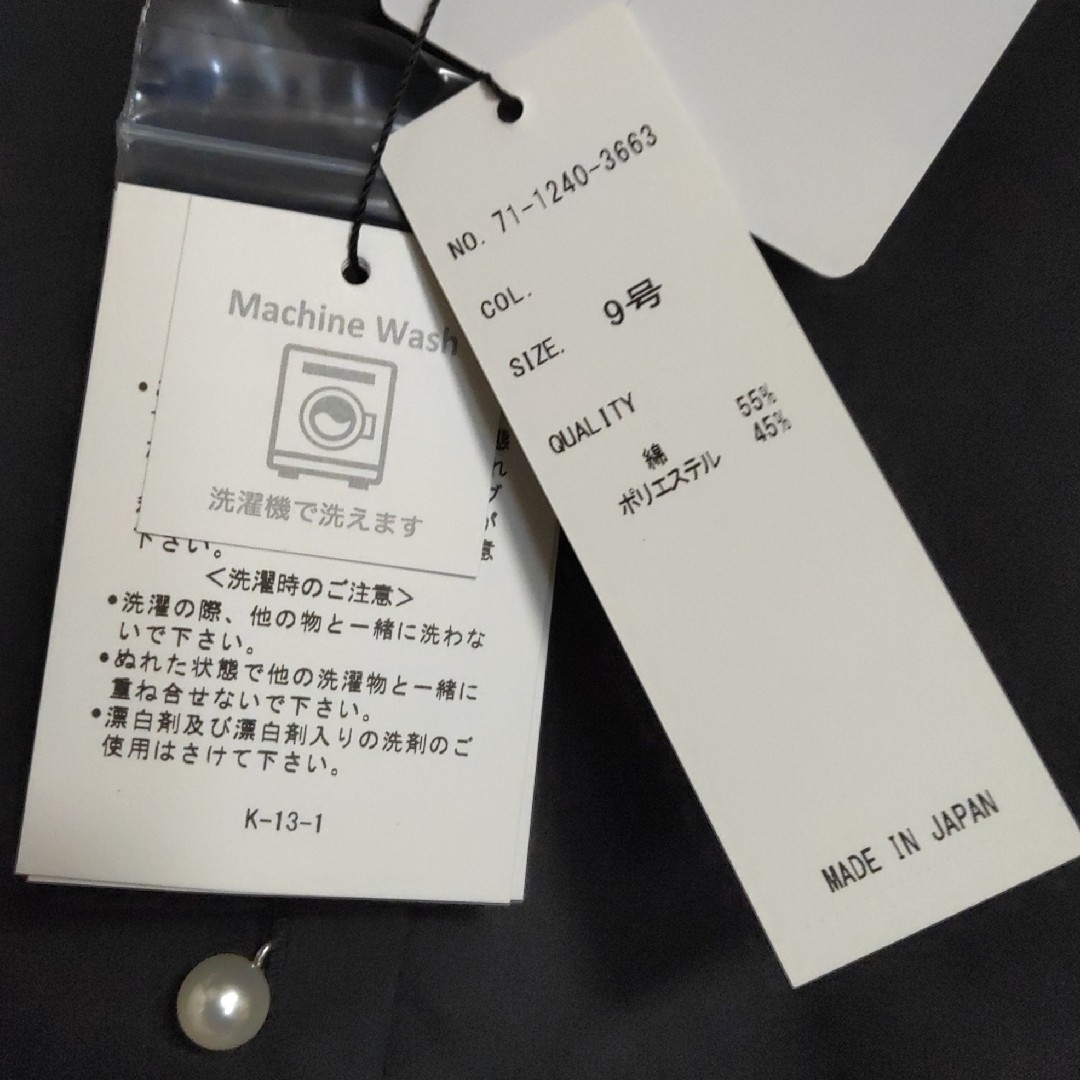 Machine Wash
洗濯機で洗えます
下さい。
<洗濯時のご注意>
•洗濯の際、他の物と一緒に洗わな
いで下さい。
•ぬれた状態で他の洗濯物と一緒に
重ね合せないで下さい。
•漂白剤及び漂白剤入りの洗剤のご
使用はさけて下さい。
K-13-1
NO. 71-1240-3663
COL.
SIZE. 9号
QUALITY
綿 55%
ポリエステル 45%
MADE IN JAPAN